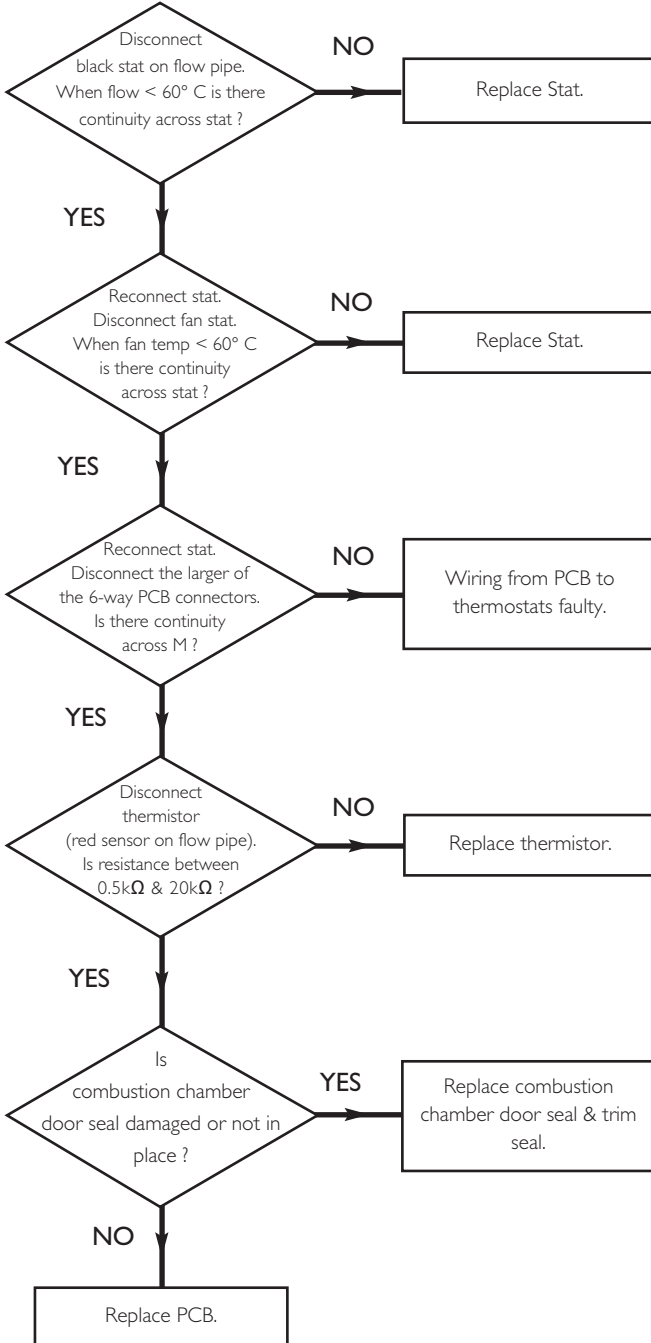 Disconnect
black stat on flow pipe.
When flow < 60° C is there
continuity across stat ?
NO
Replace Stat.
YES
Reconnect stat.
Disconnect fan stat.
When fan temp < 60° C
is there continuity
across stat ?
NO
Replace Stat.
YES
Reconnect stat.
Disconnect the larger of
the 6-way PCB connectors.
Is there continuity
across M ?
NO
Wiring from PCB to
thermostats faulty.
YES
Disconnect
thermistor
(red sensor on flow pipe).
Is resistance between
0.5kΩ & 20kΩ ?
NO
Replace thermistor.
YES
Is
combustion chamber
door seal damaged or not in
place ?
YES
Replace combustion
chamber door seal & trim
seal.
NO
Replace PCB.